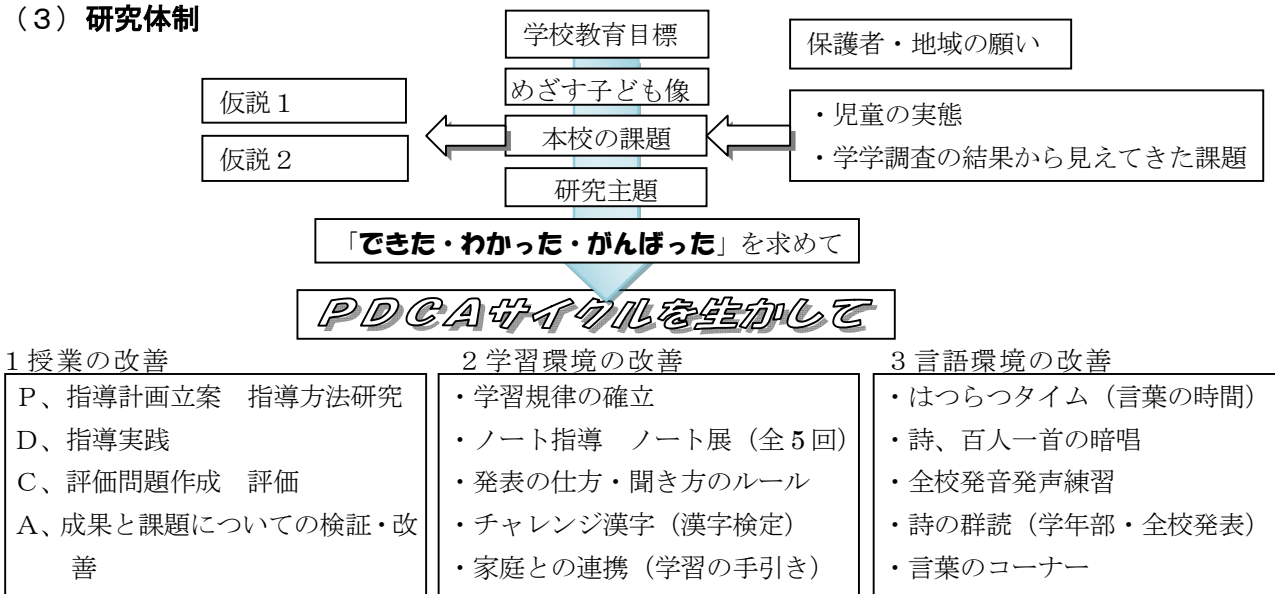 （３）研究体制
学校教育目標
保護者・地域の願い
めざす子ども像
仮説１
仮説２
本校の課題
・児童の実態
・学学調査の結果から見えてきた課題
研究主題
「できた・わかった・がんばった」を求めて
ＰＤＣＡサイクルを生かして
１授業の改善
Ｐ、指導計画立案　指導方法研究
Ｄ、指導実践
Ｃ、評価問題作成　評価
Ａ、成果と課題についての検証・改
善
２学習環境の改善
・学習規律の確立
・ノート指導　ノート展（全５回）
・発表の仕方・聞き方のルール
・チャレンジ漢字（漢字検定）
・家庭との連携（学習の手引き）
３言語環境の改善
・はつらつタイム（言葉の時間）
・詩、百人一首の暗唱
・全校発音発声練習
・詩の群読（学年部・全校発表）
・言葉のコーナー